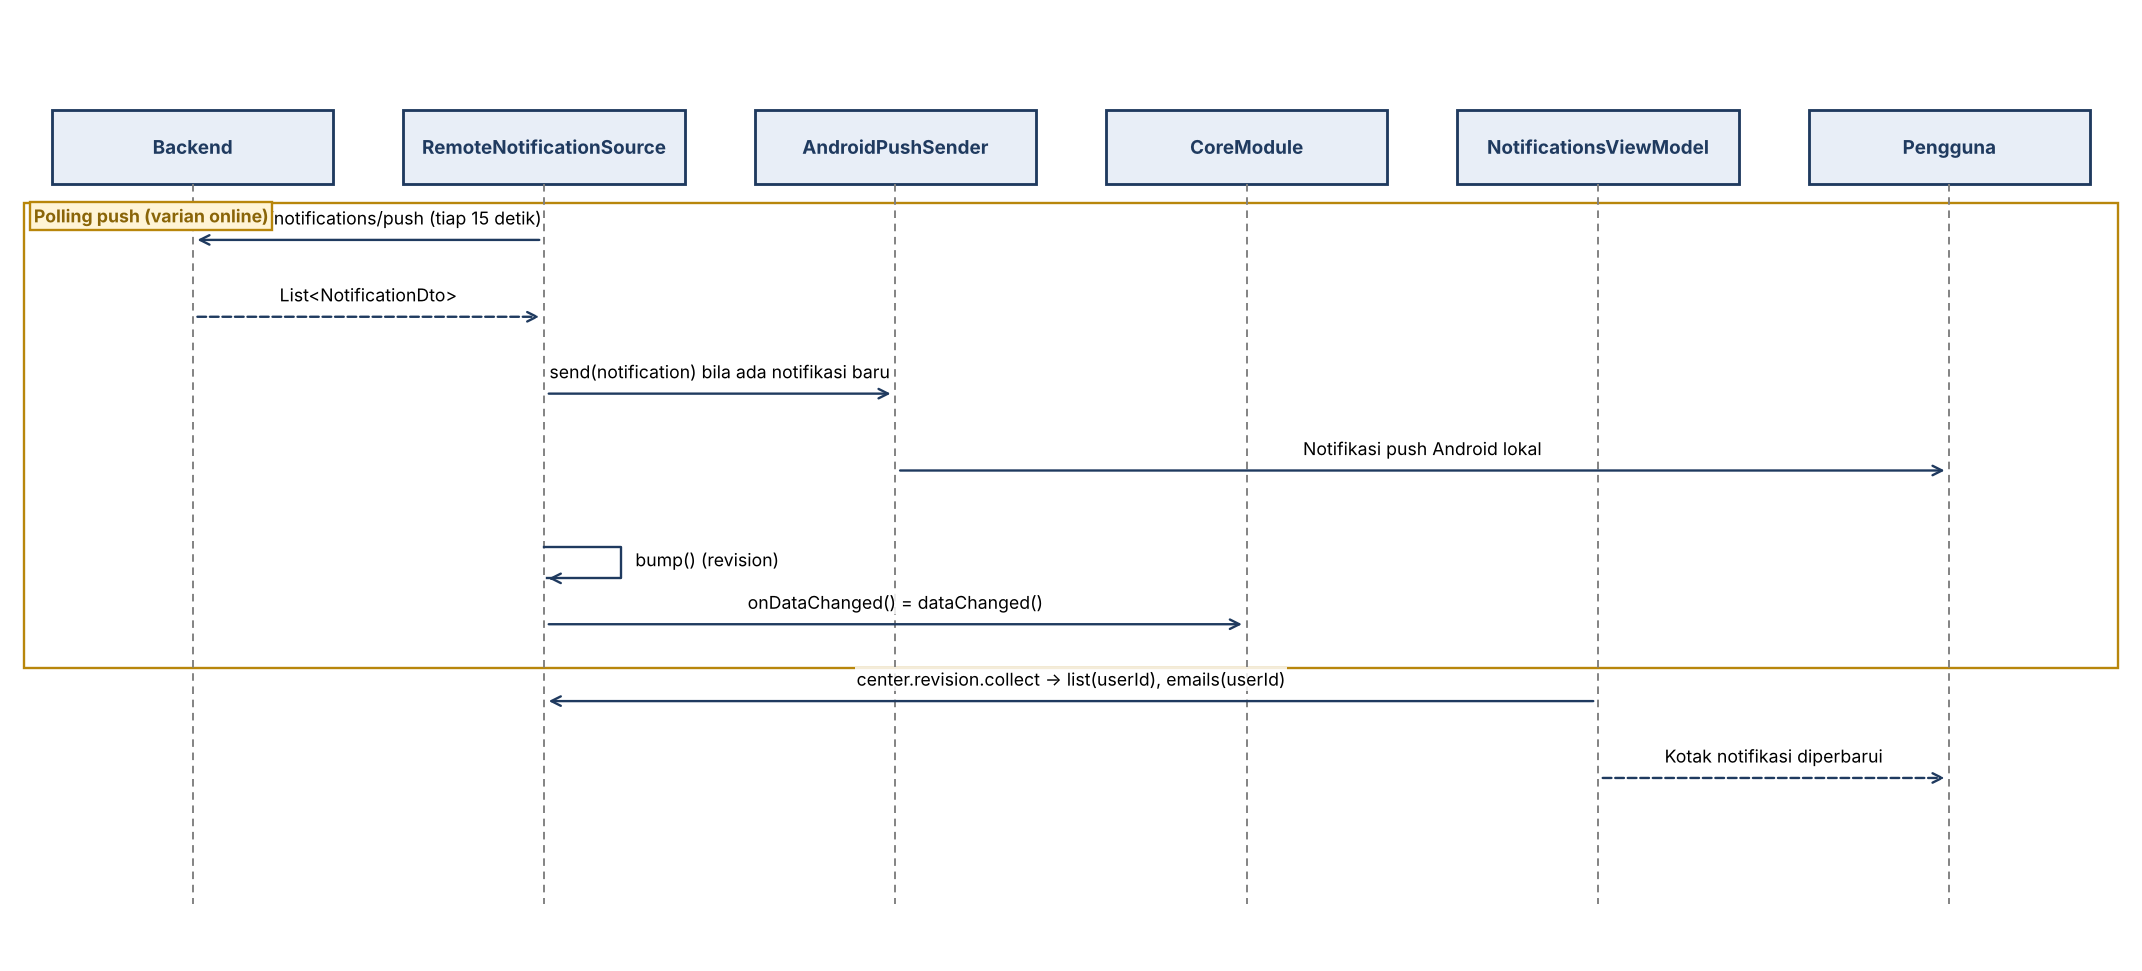 Backend
RemoteNotificationSource
AndroidPushSender
CoreModule
NotificationsViewModel
Pengguna
Polling push (varian online)
notifications/push (tiap 15 detik)
List<NotificationDto>
send(notification) bila ada notifikasi baru
Notifikasi push Android lokal
bump() (revision)
onDataChanged() = dataChanged()
center.revision.collect → list(userId), emails(userId)
Kotak notifikasi diperbarui